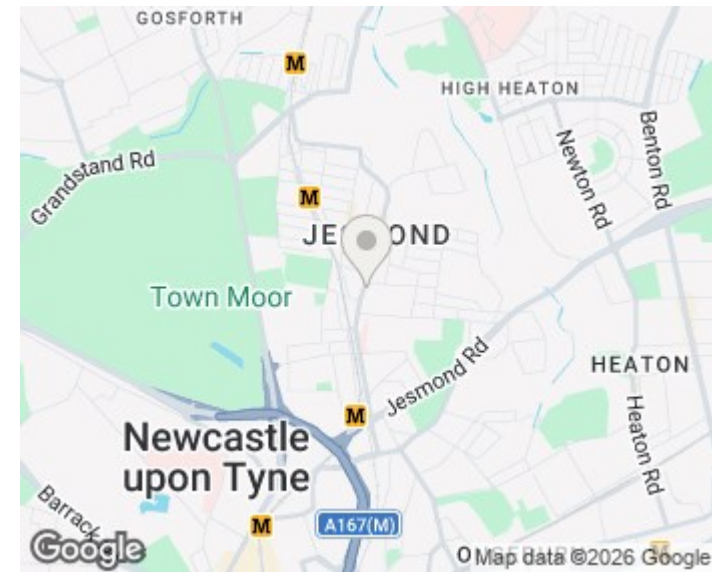 GOSFORTH
M
HIGH HEATON
Grandstand Rd
Newton Rd
Benton Rd
M
JE OND
Town Moor
Jesmond Rd
HEATON
M
Newcastle
upon Tyne
Heaton Rd
Barrack
M
A167(M)
Google
Map data ©2026 Google